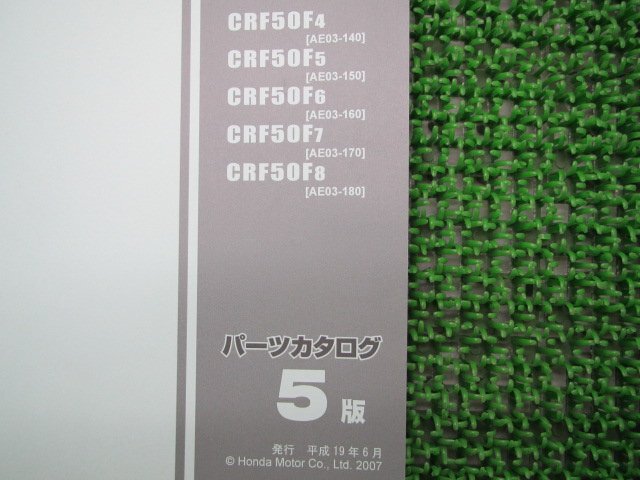 CRF50F4
[AE03-140]
CRF50F5
[AE03-150]
CRF50F6
[AE03-160]
CRF50F7
[AE03-170]
CRF50F8
[AE03-180]
パーツカタログ
5 版
発行 平成19年6月
© Honda Motor Co., Ltd. 2007